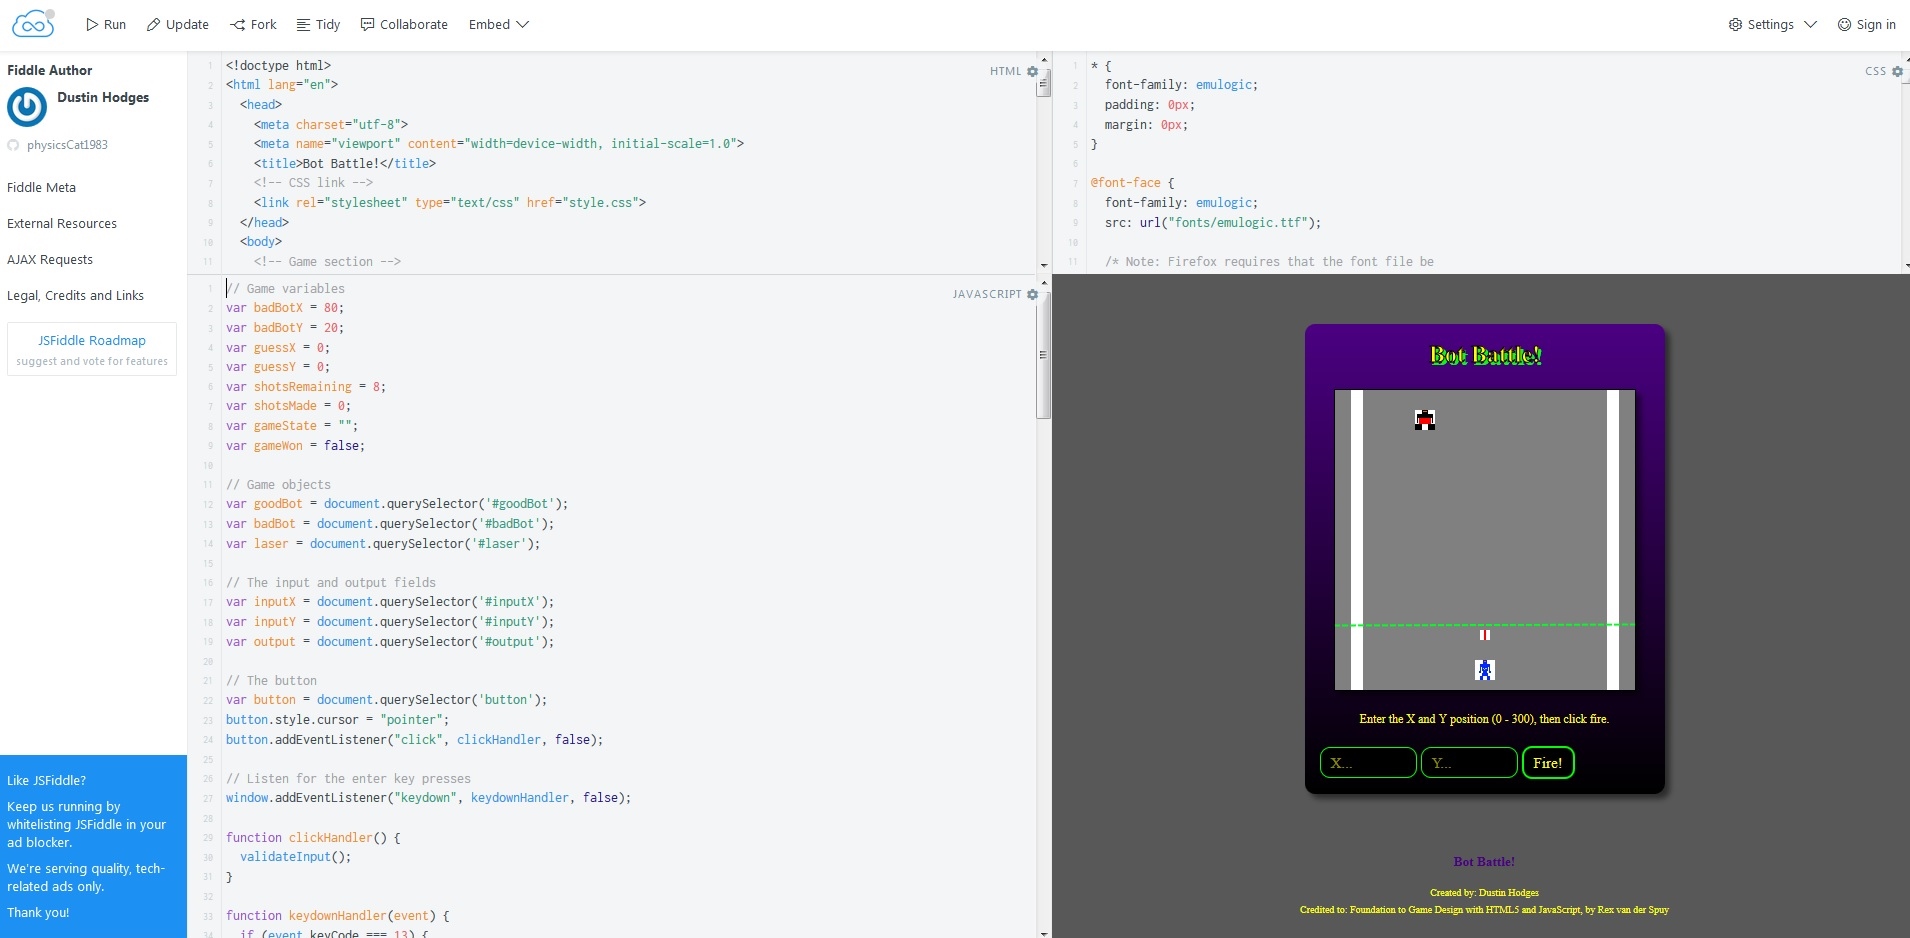 Run Update Fork Tidy Collaborate Embed Settings Sign in
Fiddle Author
Dustin Hodges
physicsCat1983
Fiddle Meta
External Resources
AJAX Requests
Legal, Credits and Links
JSFiddle Roadmap
suggest and vote for features
Like JSFiddle?
Keep us running by
whitelisting JSFiddle in your
ad blocker.
We're serving quality, tech-
related ads only.
Thank you!
HTML
1 <!doctype html>
2 <html lang="en">
3 <head>
4 <meta charset="utf-8">
5 <meta name="viewport" content="width=device-width, initial-scale=1.0">
6 <title>Bot Battle!</title>
7 <!-- CSS link -->
8 <link rel="stylesheet" type="text/css" href="style.css">
9 </head>
10 <body>
11 <!-- Game section -->
JAVASCRIPT
1 // Game variables
2 var badBotX = 80;
3 var badBotY = 20;
4 var guessX = 0;
5 var guessY = 0;
6 var shotsRemaining = 8;
7 var shotsMade = 0;
8 var gameState = "";
9 var gameWon = false;
10
11 // Game objects
12 var goodBot = document.querySelector('#goodBot');
13 var badBot = document.querySelector('#badBot');
14 var laser = document.querySelector('#laser');
15
16 // The input and output fields
17 var inputX = document.querySelector('#inputX');
18 var inputY = document.querySelector('#inputY');
19 var output = document.querySelector('#output');
20
21 // The button
22 var button = document.querySelector('button');
23 button.style.cursor = "pointer";
24 button.addEventListener("click", clickHandler, false);
25
26 // Listen for the enter key presses
27 window.addEventListener("keydown", keydownHandler, false);
28
29 function clickHandler() {
30 validateInput();
31 }
32
33 function keydownHandler(event) {
34 if (event.keyCode === 13) {
CSS
1 * {
2 font-family: emulogic;
3 padding: 0px;
4 margin: 0px;
5 }
6
7 @font-face {
8 font-family: emulogic;
9 src: url("fonts/emulogic.ttf");
10
11 /* Note: Firefox requires that the font file be
Bot Battle!
Enter the X and Y position (0 - 300), then click fire.
X... Y... Fire!
Bot Battle!
Created by: Dustin Hodges
Credited to: Foundation to Game Design with HTML5 and JavaScript, by Rex van der Spuy